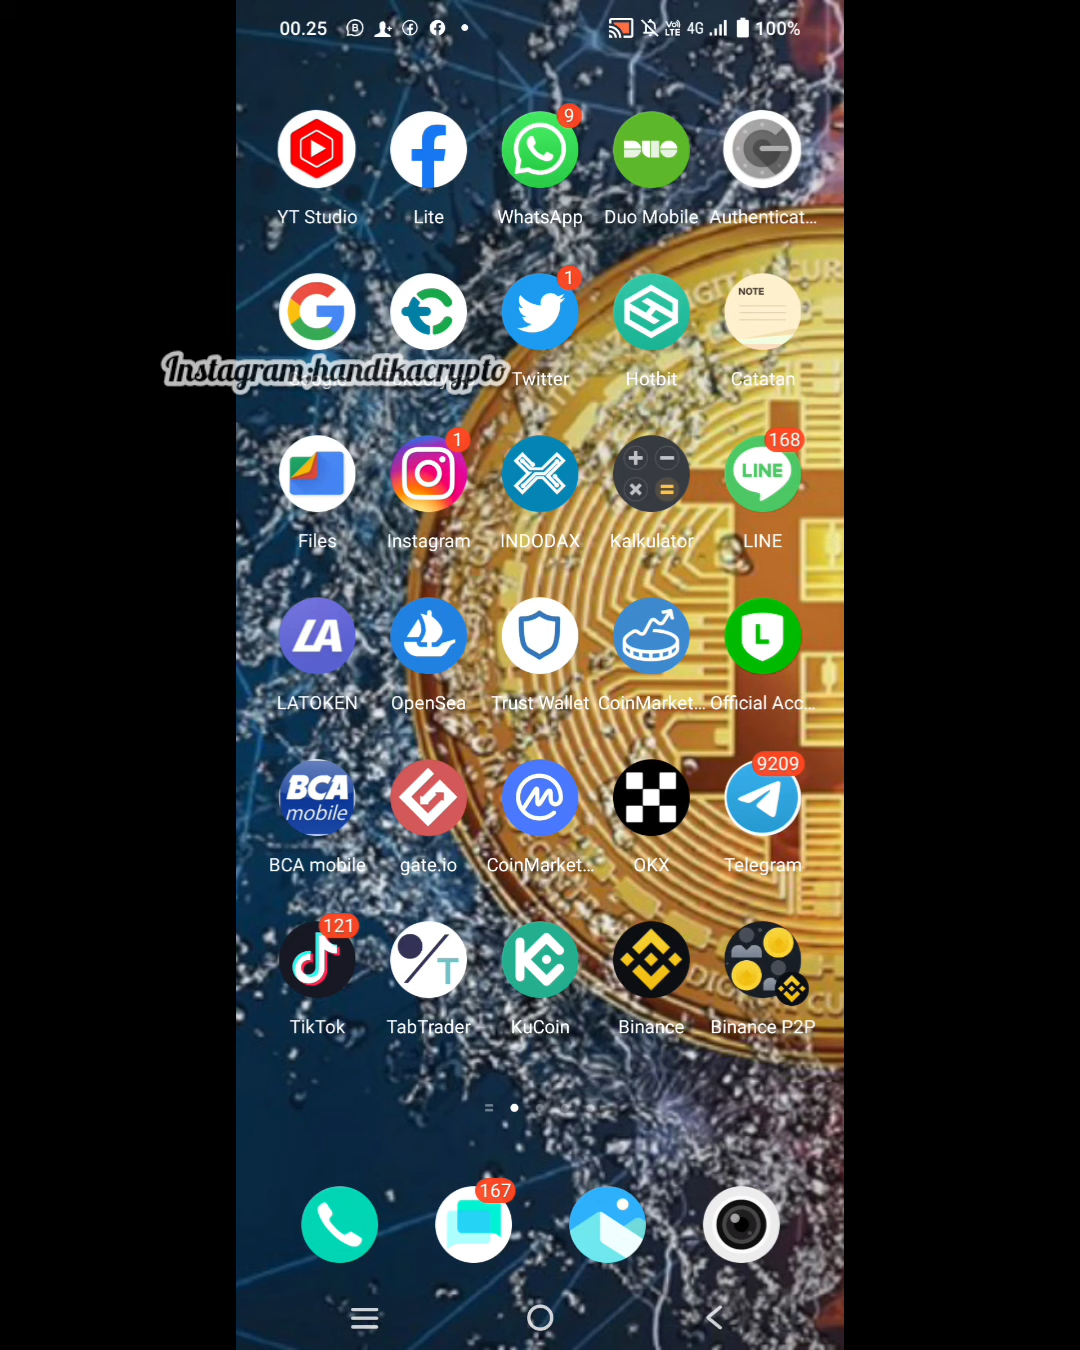 00.25 4G 100%
9
DUO
YT Studio Lite WhatsApp Duo Mobile Authenticat...
1
NOTE
Instagram:handikacrypto
Twitter Hotbit Catatan
1 168
LINE
Files Instagram INDODAX Kalkulator LINE
LA L
LATOKEN OpenSea Trust Wallet CoinMarket... Official Acc...
9209
BCA
mobile
BCA mobile gate.io CoinMarket... OKX Telegram
121
T
TikTok TabTrader KuCoin Binance Binance P2P
167